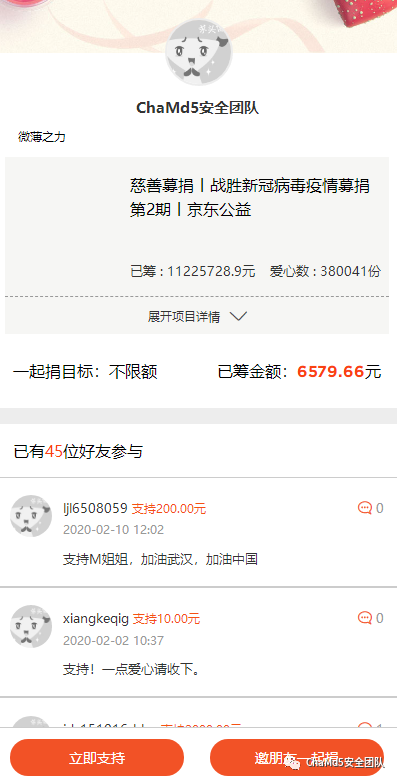 ChaMd5安全团队
微薄之力
慈善募捐丨战胜新冠病毒疫情募捐
第2期丨京东公益
已筹 : 11225728.9元 爱心数 : 380041份
展开项目详情
一起捐目标：不限额 已筹金额：6579.66元
已有45位好友参与
ljl6508059 支持200.00元 0
2020-02-10 12:02
支持M姐姐，加油武汉，加油中国
xiangkeqig 支持10.00元 0
2020-02-02 10:37
支持！一点爱心请收下。
立即支持 邀朋友一起捐
ChaMd5安全团队